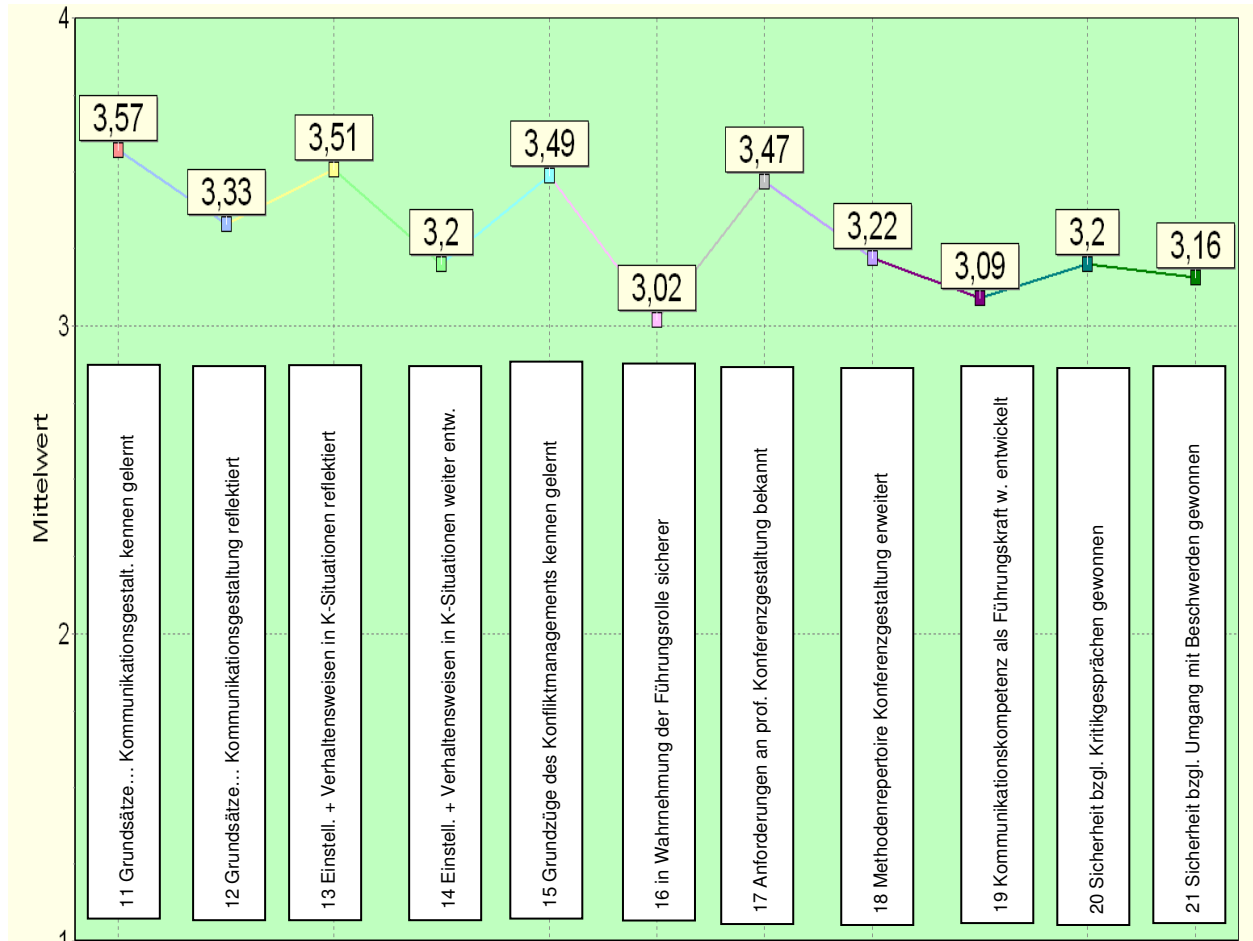 4
3,57
3,33
3,51
3,2
3,49
3,02
3,47
3,22
3,09
3,2
3,16
3
2
1
Mittelwert
11 Grundsätze... Kommunikationsgestalt. kennen gelernt
12 Grundsätze... Kommunikationsgestaltung reflektiert
13 Einstell. + Verhaltensweisen in K-Situationen reflektiert
14 Einstell. + Verhaltensweisen in K-Situationen weiter entw.
15 Grundzüge des Konfliktmanagements kennen gelernt
16 in Wahrnehmung der Führungsrolle sicherer
17 Anforderungen an prof. Konferenzgestaltung bekannt
18 Methodenrepertoire Konferenzgestaltung erweitert
19 Kommunikationskompetenz als Führungskraft w. entwickelt
20 Sicherheit bzgl. Kritikgesprächen gewonnen
21 Sicherheit bzgl. Umgang mit Beschwerden gewonnen